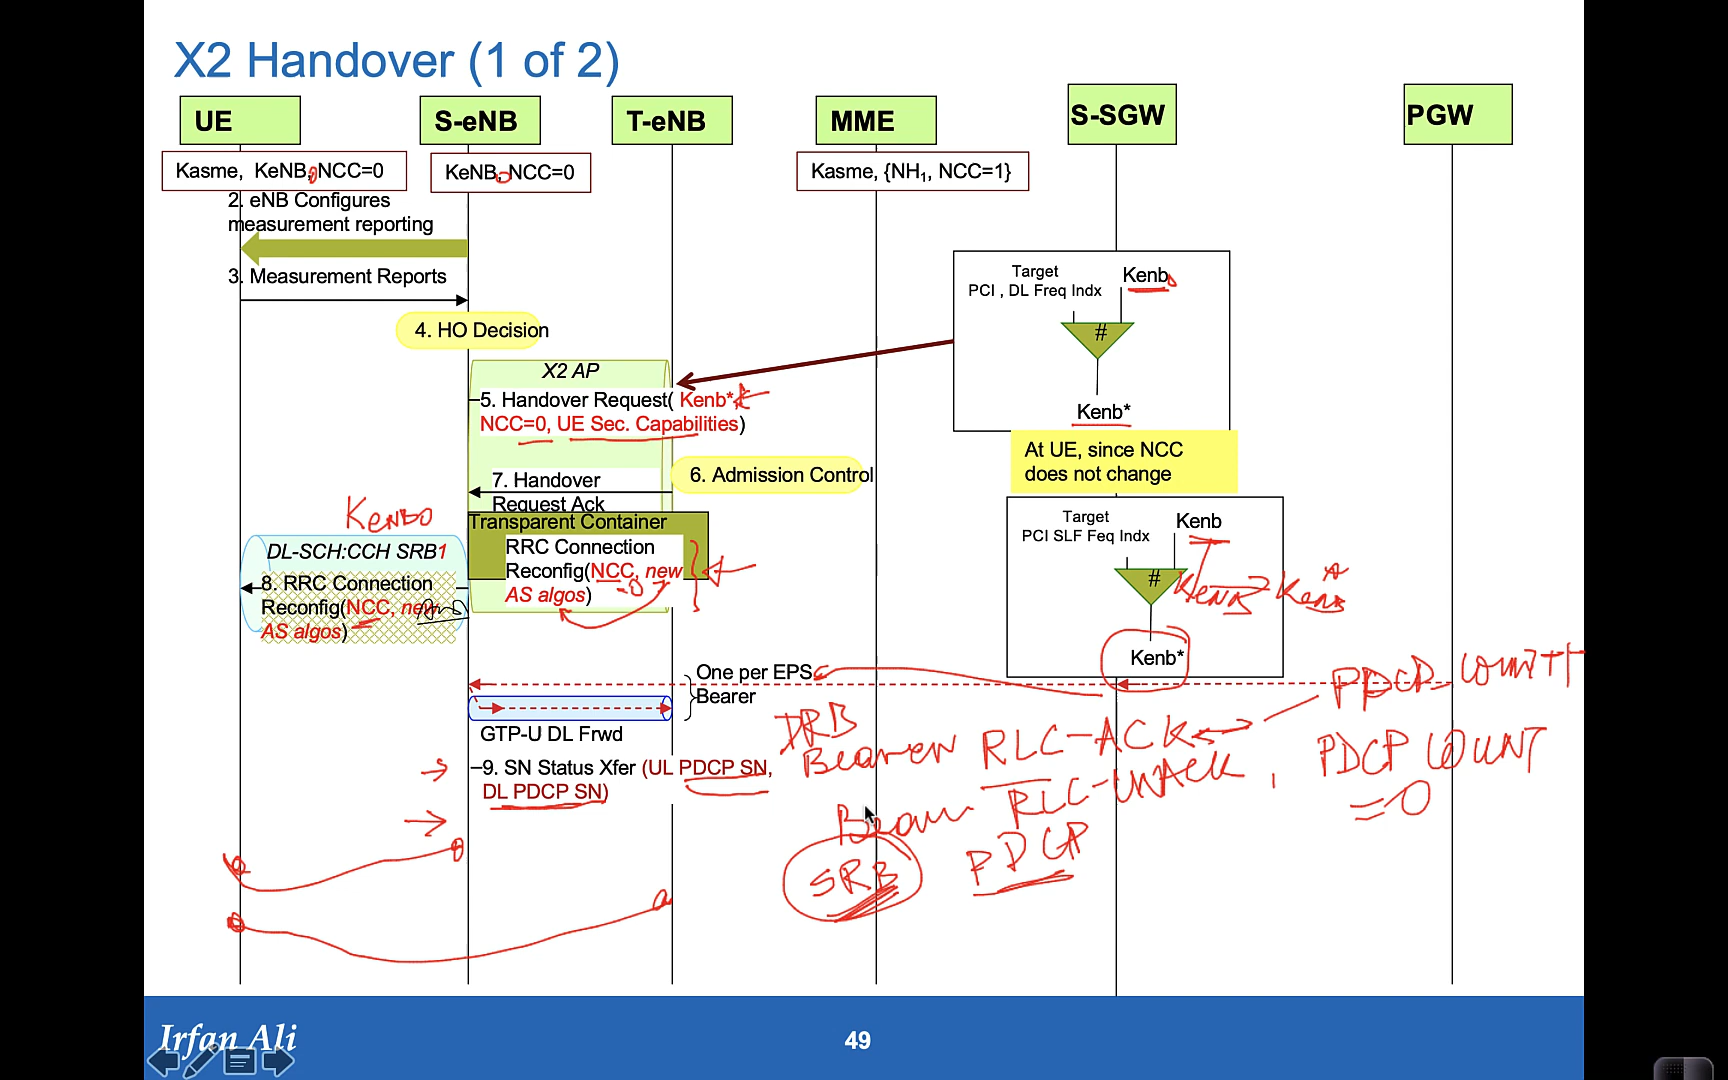 X2 Handover (1 of 2)
UE
S-eNB
T-eNB
MME
S-SGW
PGW
Kasme, KeNB, NCC=0
KeNB, NCC=0
Kasme, {NH1, NCC=1}
2. eNB Configures
measurement reporting
3. Measurement Reports
4. HO Decision
Target
PCI , DL Freq Indx
Kenb
#
Kenb*
X2 AP
5. Handover Request( Kenb*,
NCC=0, UE Sec. Capabilities)
At UE, since NCC
does not change
6. Admission Control
7. Handover
Request Ack
Transparent Container
RRC Connection
Reconfig(NCC, new
AS algos)
=0
KeNB0
DL-SCH:CCH SRB1
8. RRC Connection
Reconfig(NCC, new
AS algos)
Target
PCI SLF Feq Indx
Kenb
#
KeNB = KeNB*
Kenb*
One per EPS
Bearer
GTP-U DL Frwd
9. SN Status Xfer (UL PDCP SN,
DL PDCP SN)
DRB
Bearer RLC-ACK
PDCP COUNT
RLC-UNACK, PDCP COUNT
=0
SRB
PDCP
Irfan Ali
49